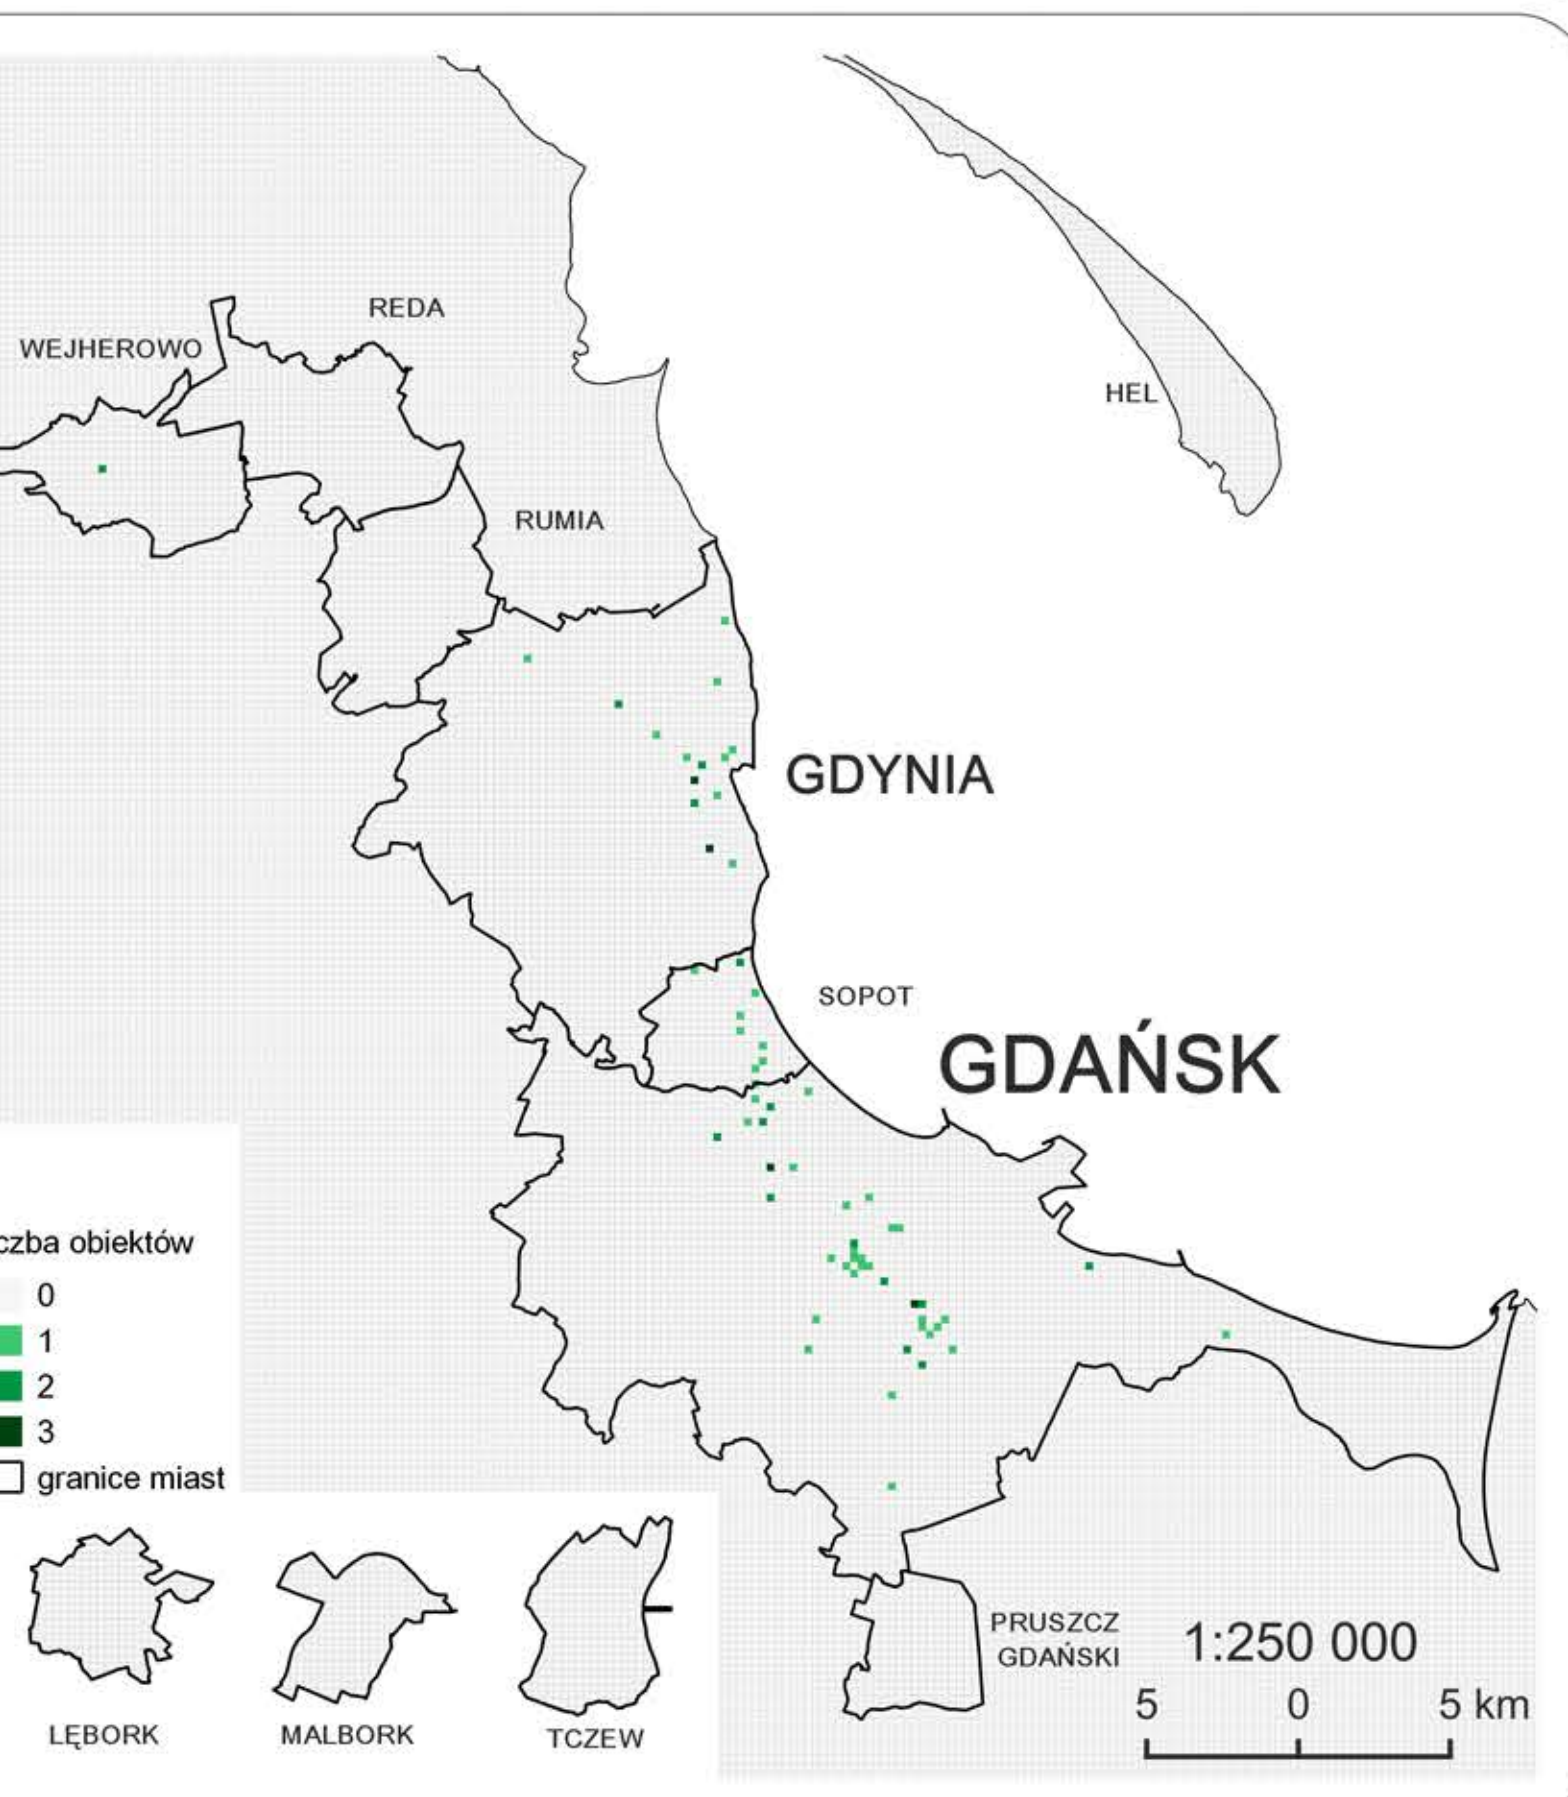 REDA
WEJHEROWO
HEL
RUMIA
GDYNIA
SOPOT
GDAŃSK
czba obiektów
0
1
2
3
granice miast
PRUSZCZ
GDAŃSKI
1:250 000
5 0 5 km
LĘBORK
MALBORK
TCZEW